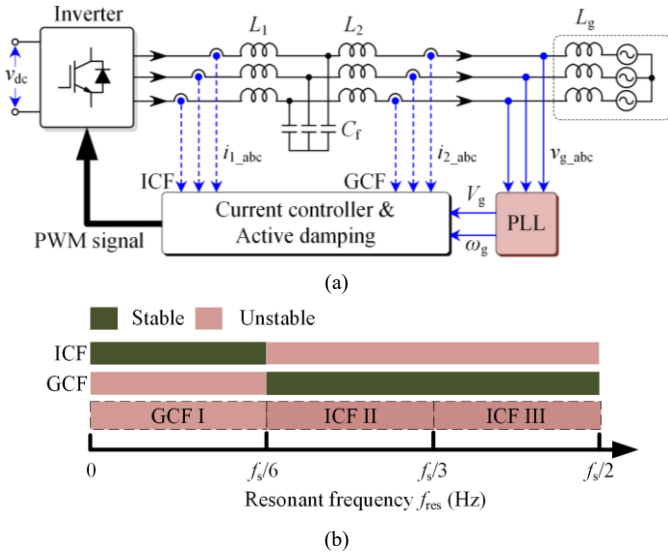 Inverter
L1 L2 Lg
vdc
Cf
i1_abc i2_abc vg_abc
ICF GCF
Vg
Current controller &
Active damping
PLL
ωg
PWM signal
(a)
Stable Unstable
ICF
GCF
GCF I ICF II ICF III
0 fs/6 fs/3 fs/2
Resonant frequency fres (Hz)
(b)